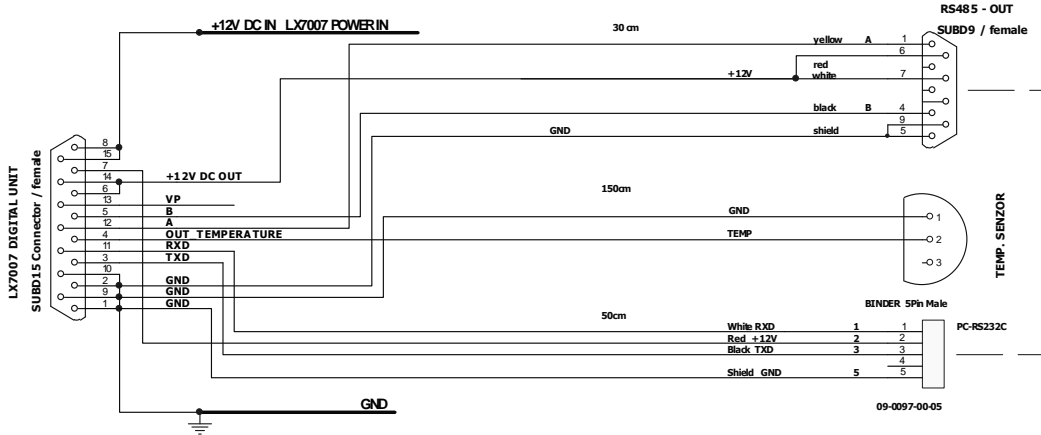 RS485 - OUT
SUBD9 / female
+12V DC IN LX7007 POWER IN
30 cm
yellow A 1
6
red
+12V white 7
black B 4
9
GND shield 5
LX7007 DIGITAL UNIT
SUBD15 Connector / female
8
15
7
14 +12V DC OUT
6
13 VP
5 B
12 A
4 OUT_TEMPERATURE
11 RXD
3 TXD
10
2 GND
9 GND
1 GND
150cm
GND 1
TEMP 2
3
TEMP. SENZOR
BINDER 5Pin Male
50cm
PC-RS232C
White RXD 1 1
Red +12V 2 2
Black TXD 3 3
4
Shield GND 5 5
09-0097-00-05
GND